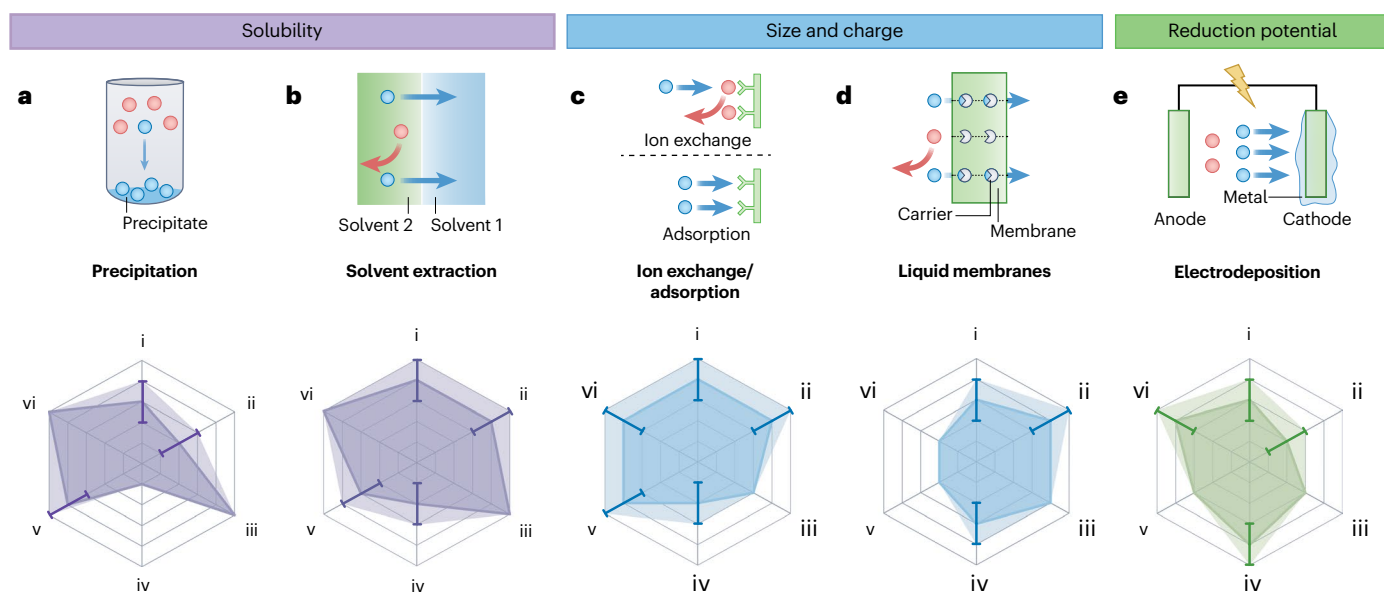 Solubility
Size and charge
Reduction potential
a
b
c
d
e
Ion exchange
Precipitate
Solvent 2
Solvent 1
Adsorption
Carrier
Membrane
Anode
Metal
Cathode
Precipitation
Solvent extraction
Ion exchange/
adsorption
Liquid membranes
Electrodeposition
i
ii
iii
iv
v
vi
i
ii
iii
iv
v
vi
i
ii
iii
iv
v
vi
i
ii
iii
iv
v
vi
i
ii
iii
iv
v
vi